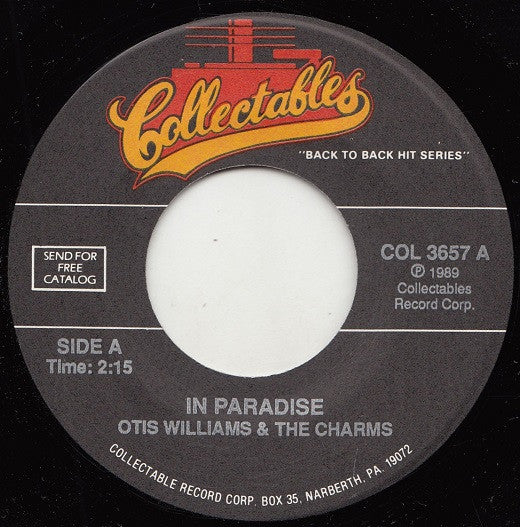 Collectables
"BACK TO BACK HIT SERIES"
SEND FOR
FREE
CATALOG
COL 3657 A
℗ 1989
Collectables
Record Corp.
SIDE A
Time: 2:15
IN PARADISE
OTIS WILLIAMS & THE CHARMS
COLLECTABLE RECORD CORP. BOX 35, NARBERTH, PA. 19072